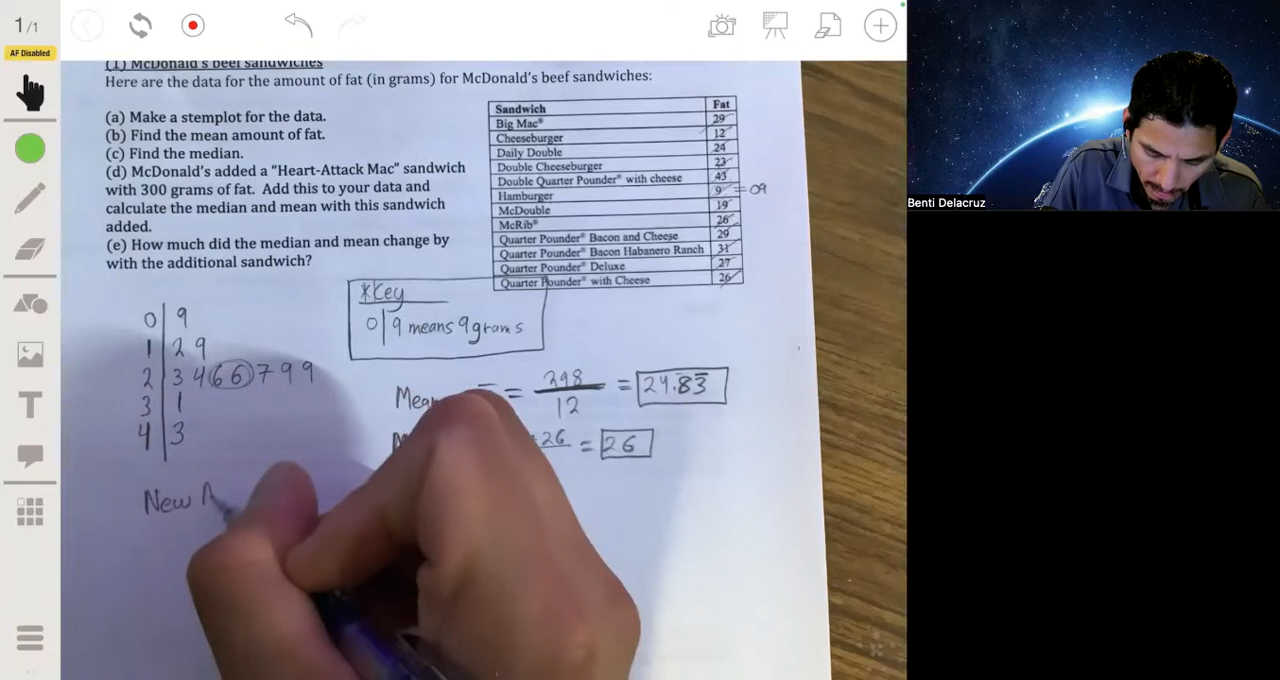 1/1
AF Disabled
(1) McDonald's beef sandwiches
Here are the data for the amount of fat (in grams) for McDonald's beef sandwiches:
(a) Make a stemplot for the data.
(b) Find the mean amount of fat.
(c) Find the median.
(d) McDonald's added a “Heart-Attack Mac” sandwich
with 300 grams of fat. Add this to your data and
calculate the median and mean with this sandwich
added.
(e) How much did the median and mean change by
with the additional sandwich?
Sandwich Fat
Big Mac® 29
Cheeseburger 12
Daily Double 24
Double Cheeseburger 23
Double Quarter Pounder® with cheese 43
Hamburger 9 = 09
McDouble 19
McRib® 26
Quarter Pounder® Bacon and Cheese 29
Quarter Pounder® Bacon Habanero Ranch 31
Quarter Pounder® Deluxe 27
Quarter Pounder® with Cheese 26
*Key
0|9 means 9 grams
0|9
1|2 9
2|3 4 6 6 7 9 9
3|1
4|3
= 298/12 = 24.83
+26 = 26
New
Benti Delacruz